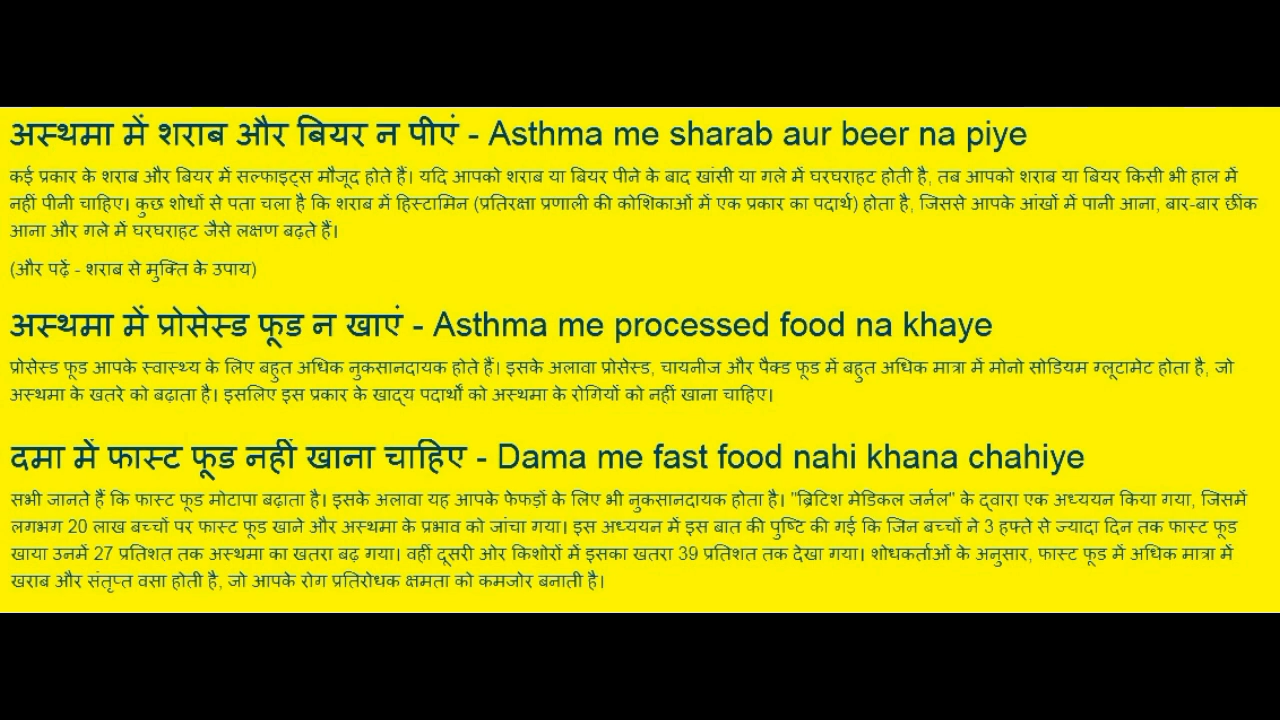 अस्थमा में शराब और बियर न पीएं - Asthma me sharab aur beer na piye
कई प्रकार के शराब और बियर में सल्फाइट्स मौजूद होते हैं। यदि आपको शराब या बियर पीने के बाद खांसी या गले में घरघराहट होती है, तब आपको शराब या बियर किसी भी हाल में
नहीं पीनी चाहिए। कुछ शोधों से पता चला है कि शराब में हिस्टामिन (प्रतिरक्षा प्रणाली की कोशिकाओं में एक प्रकार का पदार्थ) होता है, जिससे आपके आंखों में पानी आना, बार-बार छींक
आना और गले में घरघराहट जैसे लक्षण बढ़ते हैं।
(और पढ़ें - शराब से मुक्ति के उपाय)
अस्थमा में प्रोसेस्ड फूड न खाएं - Asthma me processed food na khaye
प्रोसेस्ड फूड आपके स्वास्थ्य के लिए बहुत अधिक नुकसानदायक होते हैं। इसके अलावा प्रोसेस्ड, चायनीज और पैक्ड फूड में बहुत अधिक मात्रा में मोनो सोडियम ग्लूटामेट होता है, जो
अस्थमा के खतरे को बढ़ाता है। इसलिए इस प्रकार के खाद्य पदार्थों को अस्थमा के रोगियों को नहीं खाना चाहिए।
दमा में फास्ट फूड नहीं खाना चाहिए - Dama me fast food nahi khana chahiye
सभी जानते हैं कि फास्ट फूड मोटापा बढ़ाता है। इसके अलावा यह आपके फेफड़ों के लिए भी नुकसानदायक होता है। "ब्रिटिश मेडिकल जर्नल" के द्वारा एक अध्ययन किया गया, जिसमें
लगभग 20 लाख बच्चों पर फास्ट फूड खाने और अस्थमा के प्रभाव को जांचा गया। इस अध्ययन में इस बात की पुष्टि की गई कि जिन बच्चों ने 3 हफ्ते से ज्यादा दिन तक फास्ट फूड
खाया उनमें 27 प्रतिशत तक अस्थमा का खतरा बढ़ गया। वहीं दूसरी ओर किशोरों में इसका खतरा 39 प्रतिशत तक देखा गया। शोधकर्ताओं के अनुसार, फास्ट फूड में अधिक मात्रा में
खराब और संतृप्त वसा होती है, जो आपके रोग प्रतिरोधक क्षमता को कमजोर बनाती है।